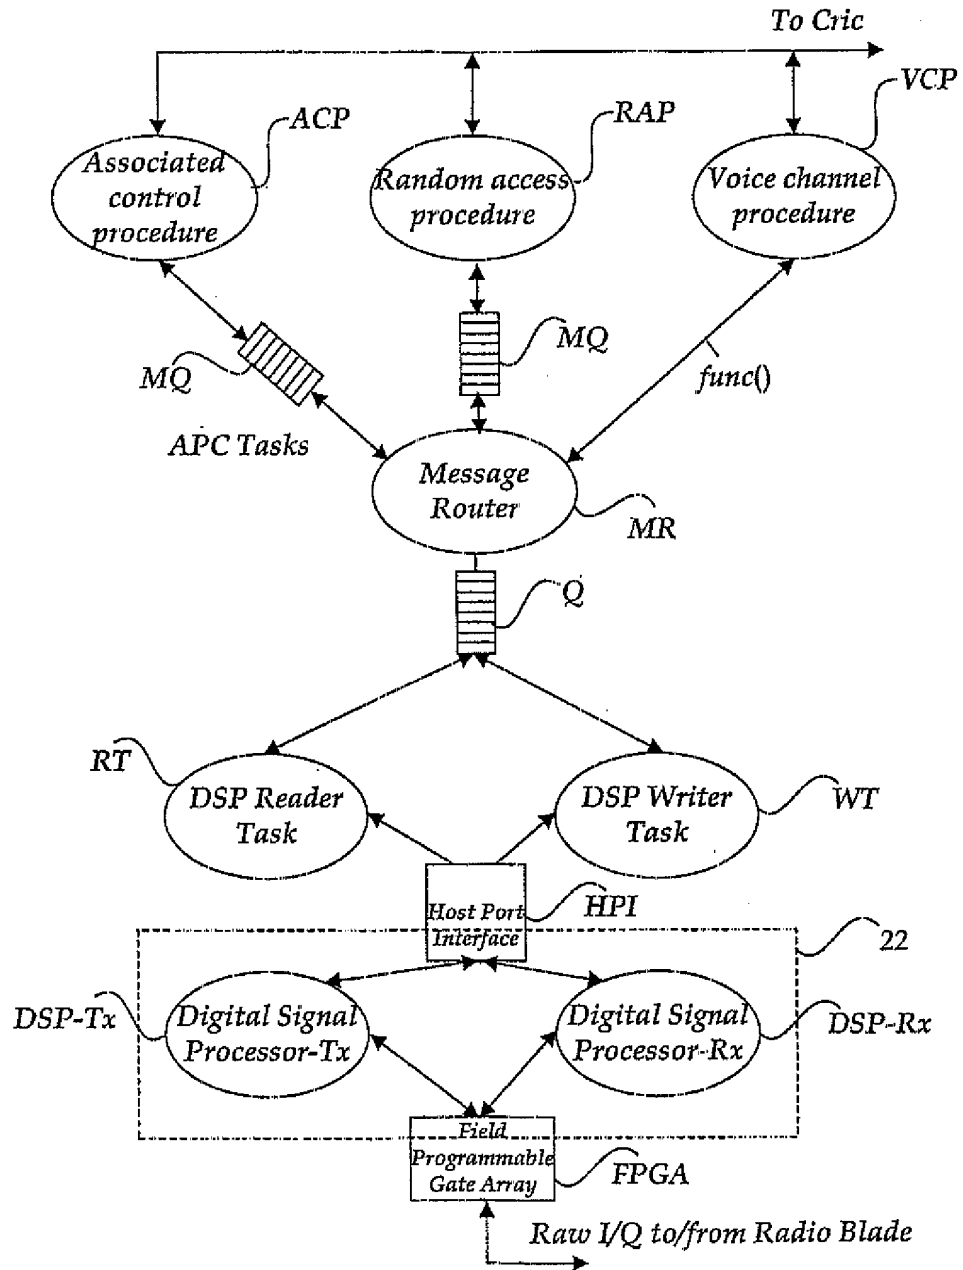 To Cric
ACP
RAP
VCP
Associated
control
procedure
Random access
procedure
Voice channel
procedure
MQ
MQ
func()
APC Tasks
Message
Router
MR
Q
RT
DSP Reader
Task
DSP Writer
Task
WT
Host Port
Interface
HPI
22
DSP-Tx
Digital Signal
Processor-Tx
Digital Signal
Processor-Rx
DSP-Rx
Field
Programmable
Gate Array
FPGA
Raw I/Q to/from Radio Blade